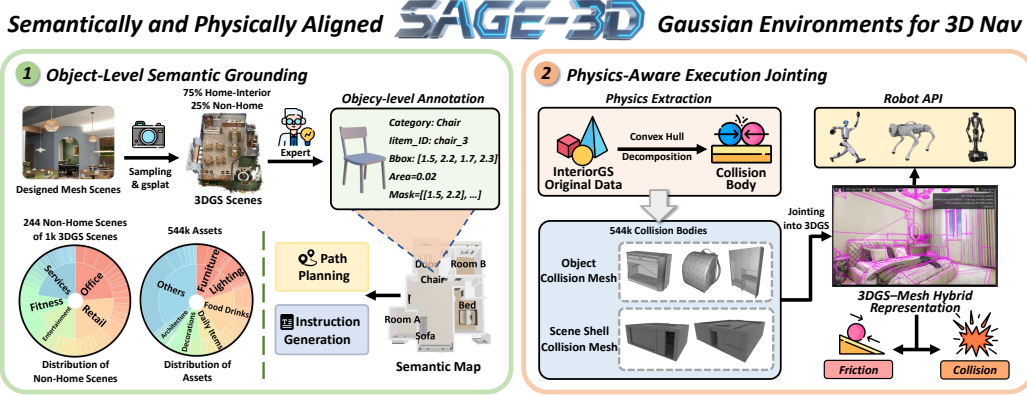 Semantically and Physically Aligned SAGE-3D Gaussian Environments for 3D Nav
1 Object-Level Semantic Grounding
Designed Mesh Scenes
Sampling
& gsplat
75% Home-Interior
25% Non-Home
3DGS Scenes
Expert
Objecy-level Annotation
Category: Chair
Iitem_ID: chair_3
Bbox: [1.5, 2.2, 1.7, 2.3]
Area=0.02
Mask=[[1.5, 2.2], ...]
244 Non-Home Scenes
of 1k 3DGS Scenes
Services
Office
Fitness
Retail
Entertainment
Distribution of
Non-Home Scenes
544k Assets
Others
Furniture
Lighting
Food Drinks
Daily Items
Decorations
Architecture
Distribution of
Assets
Path
Planning
Instruction
Generation
Room B
Chair
Bed
Room A
Sofa
Semantic Map
2 Physics-Aware Execution Jointing
Physics Extraction
InteriorGS
Original Data
Convex Hull
Decomposition
Collision
Body
544k Collision Bodies
Object
Collision Mesh
Scene Shell
Collision Mesh
Jointing
into 3DGS
Robot API
3DGS–Mesh Hybrid
Representation
Friction
Collision